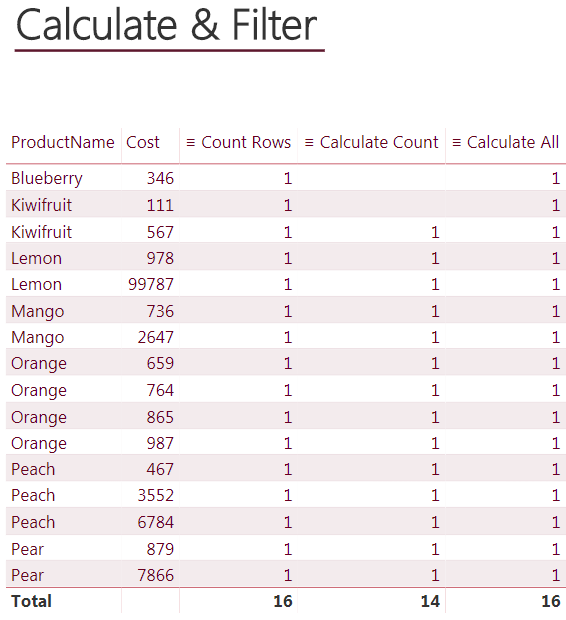 Calculate & Filter
ProductName Cost ≡ Count Rows ≡ Calculate Count ≡ Calculate All
Blueberry 346 1 1
Kiwifruit 111 1 1
Kiwifruit 567 1 1 1
Lemon 978 1 1 1
Lemon 99787 1 1 1
Mango 736 1 1 1
Mango 2647 1 1 1
Orange 659 1 1 1
Orange 764 1 1 1
Orange 865 1 1 1
Orange 987 1 1 1
Peach 467 1 1 1
Peach 3552 1 1 1
Peach 6784 1 1 1
Pear 879 1 1 1
Pear 7866 1 1 1
Total 16 14 16